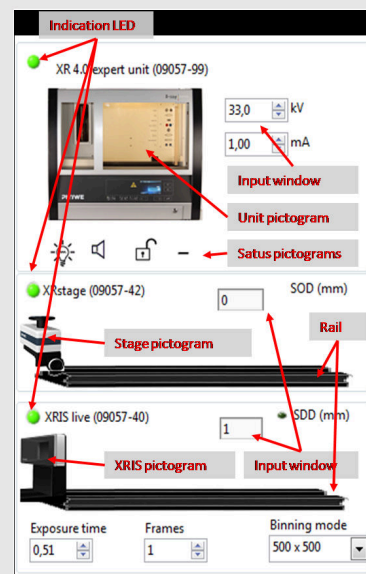 Indication LED
XR 4.0 expert unit (09057-99)
33,0 kV
1,00 mA
Input window
PHYWE
Unit pictogram
Satus pictograms
XRstage (09057-42)
0
SOD (mm)
Rail
Stage pictogram
XRIS live (09057-40)
1
SDD (mm)
XRIS pictogram
Input window
Exposure time
Frames
Binning mode
0,51
1
500 x 500